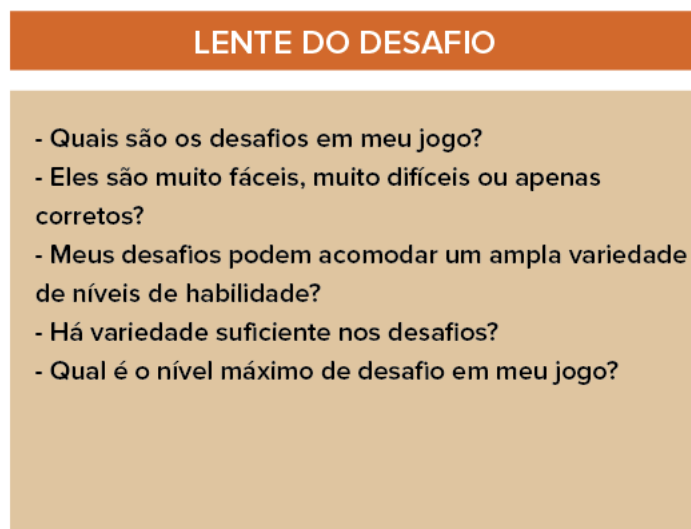 LENTE DO DESAFIO
- Quais são os desafios em meu jogo?
- Eles são muito fáceis, muito difíceis ou apenas
corretos?
- Meus desafios podem acomodar um ampla variedade
de níveis de habilidade?
- Há variedade suficiente nos desafios?
- Qual é o nível máximo de desafio em meu jogo?